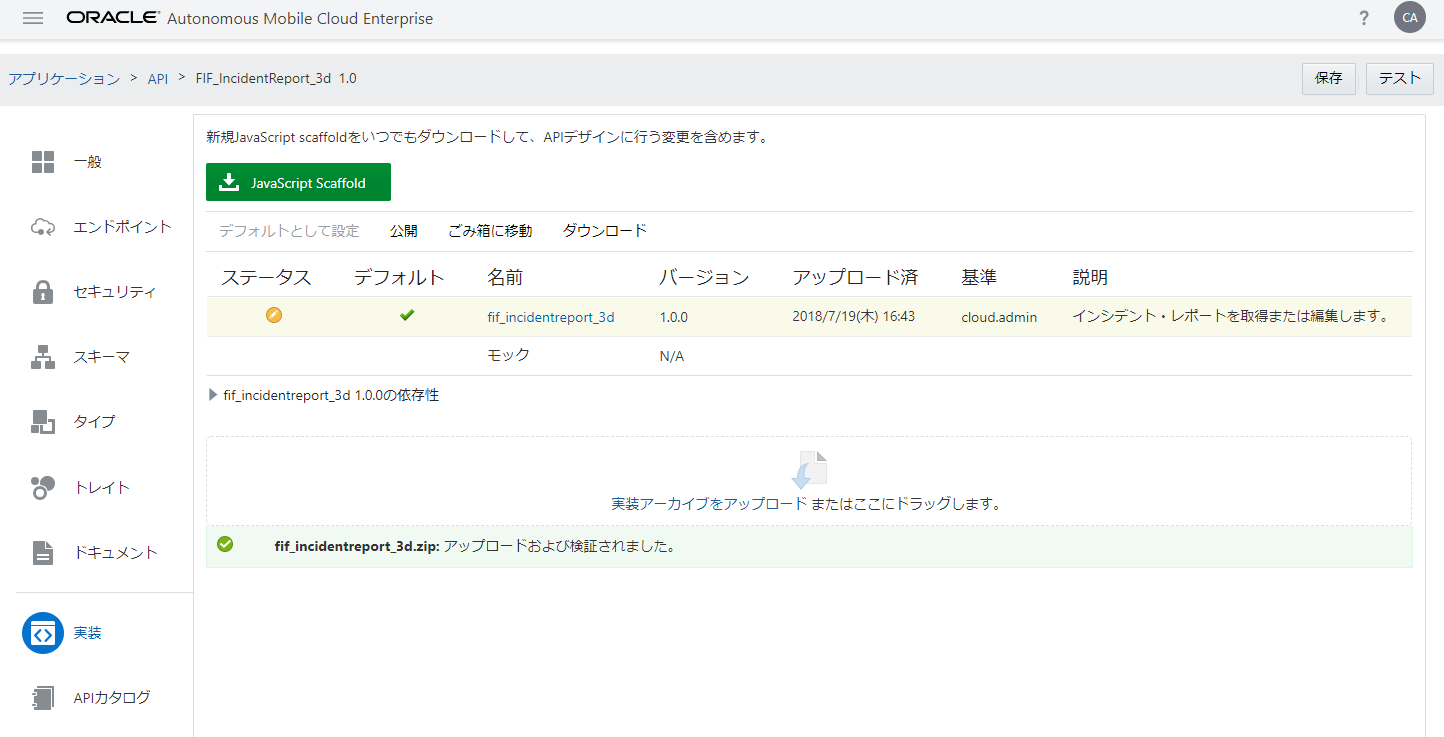 ORACLE® Autonomous Mobile Cloud Enterprise ? CA
アプリケーション > API > FIF_IncidentReport_3d 1.0 保存 テスト
新規JavaScript scaffoldをいつでもダウンロードして、APIデザインに行う変更を含めます。
JavaScript Scaffold
デフォルトとして設定 公開 ごみ箱に移動 ダウンロード
ステータス デフォルト 名前 バージョン アップロード済 基準 説明
fif_incidentreport_3d 1.0.0 2018/7/19(木) 16:43 cloud.admin インシデント・レポートを取得または編集します。
モック N/A
fif_incidentreport_3d 1.0.0の依存性
実装アーカイブをアップロード またはここにドラッグします。
fif_incidentreport_3d.zip: アップロードおよび検証されました。
一般
エンドポイント
セキュリティ
スキーマ
タイプ
トレイト
ドキュメント
実装
APIカタログ